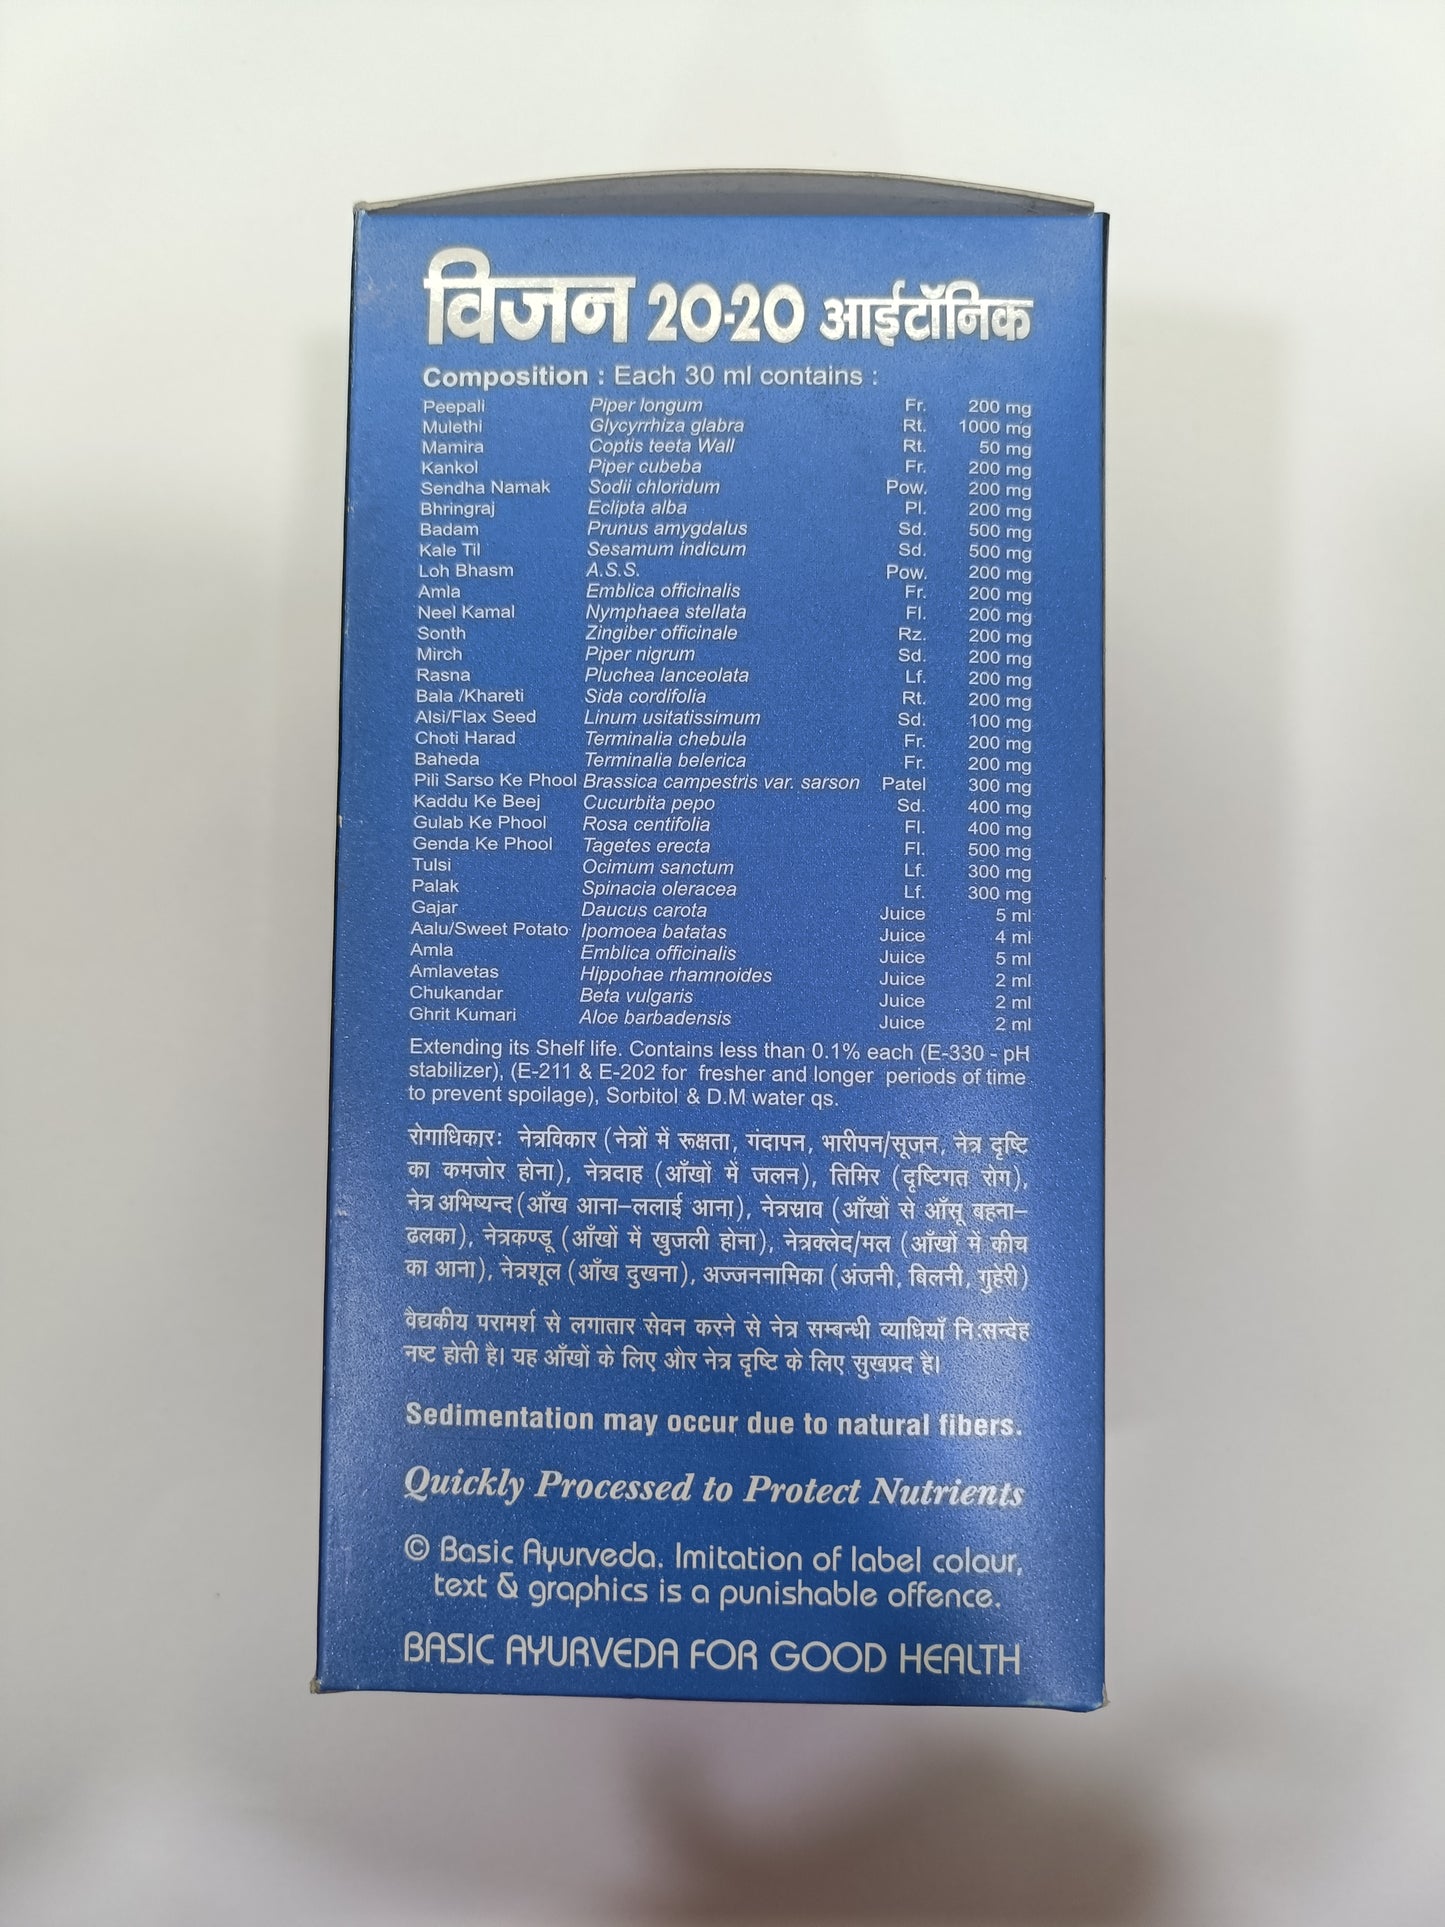 विजन 20-20 आईटॉनिक
Composition : Each 30 ml contains :
Peepali Piper longum Fr. 200 mg
Mulethi Glycyrrhiza glabra Rt. 1000 mg
Mamira Coptis teeta Wall Rt. 50 mg
Kankol Piper cubeba Fr. 200 mg
Sendha Namak Sodii chloridum Pow. 200 mg
Bhringraj Eclipta alba Pl. 200 mg
Badam Prunus amygdalus Sd. 500 mg
Kale Til Sesamum indicum Sd. 500 mg
Loh Bhasm A.S.S. Pow. 200 mg
Amla Emblica officinalis Fr. 200 mg
Neel Kamal Nymphaea stellata Fl. 200 mg
Sonth Zingiber officinale Rz. 200 mg
Mirch Piper nigrum Sd. 200 mg
Rasna Pluchea lanceolata Lf. 200 mg
Bala /Khareti Sida cordifolia Rt. 200 mg
Alsi/Flax Seed Linum usitatissimum Sd. 100 mg
Choti Harad Terminalia chebula Fr. 200 mg
Baheda Terminalia belerica Fr. 200 mg
Pili Sarso Ke Phool Brassica campestris var. sarson Patel 300 mg
Kaddu Ke Beej Cucurbita pepo Sd. 400 mg
Gulab Ke Phool Rosa centifolia Fl. 400 mg
Genda Ke Phool Tagetes erecta Fl. 500 mg
Tulsi Ocimum sanctum Lf. 300 mg
Palak Spinacia oleracea Lf. 300 mg
Gajar Daucus carota Juice 5 ml
Aalu/Sweet Potato Ipomoea batatas Juice 4 ml
Amla Emblica officinalis Juice 5 ml
Amlavetas Hippohae rhamnoides Juice 2 ml
Chukandar Beta vulgaris Juice 2 ml
Ghrit Kumari Aloe barbadensis Juice 2 ml
Extending its Shelf life. Contains less than 0.1% each (E-330 - pH
stabilizer), (E-211 & E-202 for fresher and longer periods of time
to prevent spoilage), Sorbitol & D.M water qs.
रोगाधिकारः नेत्रविकार (नेत्रों में रूक्षता, गंदापन, भारीपन/सूजन, नेत्र दृष्टि
का कमजोर होना), नेत्रदाह (आँखों में जलन), तिमिर (दृष्टिगत रोग),
नेत्र अभिष्यन्द (आँख आना–ललाई आना), नेत्रस्राव (आँखों से आँसू बहना–
ढलका), नेत्रकण्डू (आँखों में खुजली होना), नेत्रक्लेद/मल (आँखों में कीच
का आना), नेत्रशूल (आँख दुखना), अज्जननामिका (अंजनी, बिलनी, गुहेरी)
वैद्यकीय परामर्श से लगातार सेवन करने से नेत्र सम्बन्धी व्याधियाँ नि:सन्देह
नष्ट होती है। यह आँखों के लिए और नेत्र दृष्टि के लिए सुखप्रद है।
Sedimentation may occur due to natural fibers.
Quickly Processed to Protect Nutrients
© Basic Ayurveda. Imitation of label colour,
text & graphics is a punishable offence.
BASIC AYURVEDA FOR GOOD HEALTH